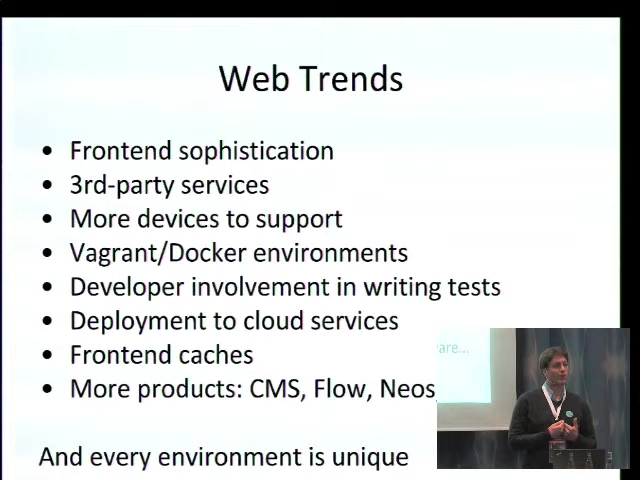 Web Trends
• Frontend sophistication
• 3rd-party services
• More devices to support
• Vagrant/Docker environments
• Developer involvement in writing tests
• Deployment to cloud services
• Frontend caches
• More products: CMS, Flow, Neos,
And every environment is unique